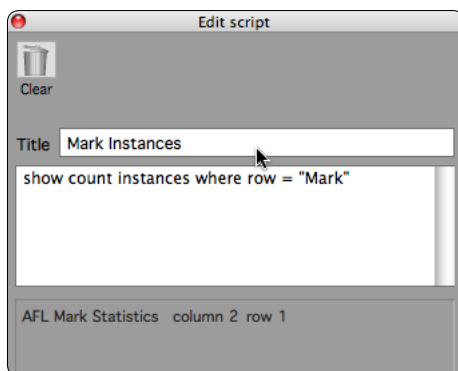 Edit script
Clear
Title Mark Instances
show count instances where row = "Mark"
AFL Mark Statistics column 2 row 1